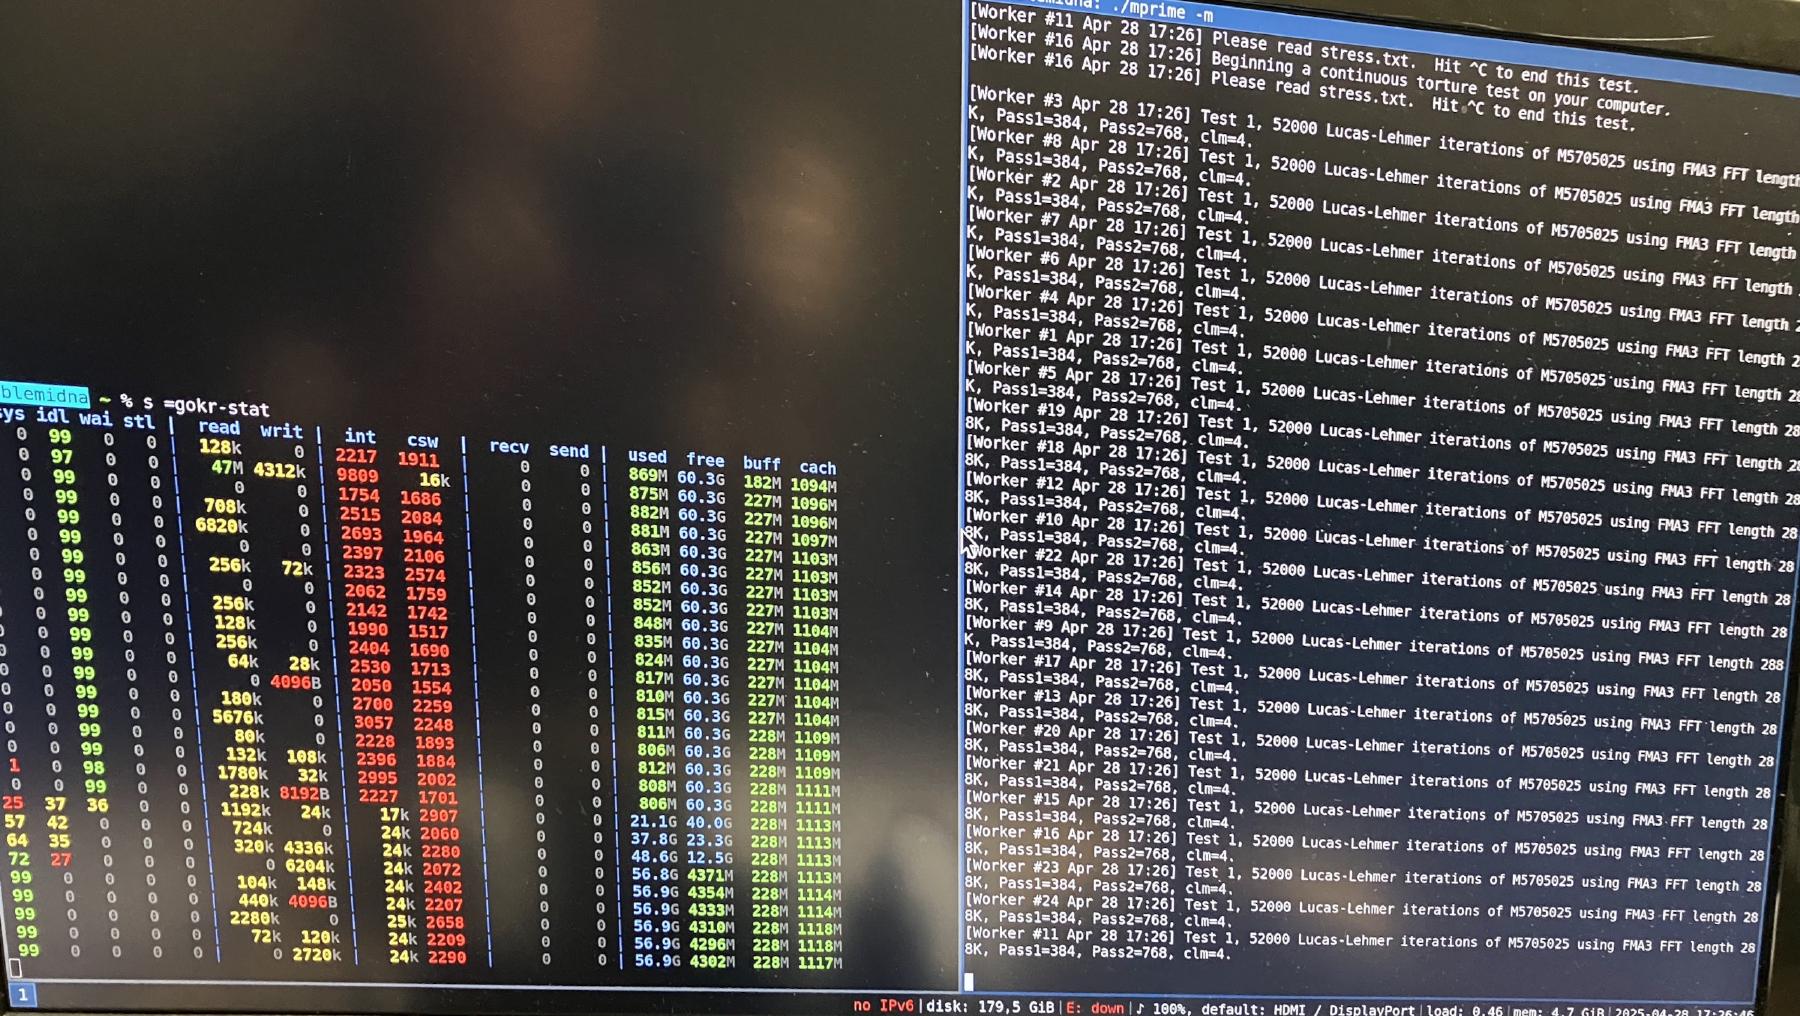 blemidna ~ % s =gokr-stat
sys idl wai stl | read writ | int csw | recv send | used free buff cach
0 99 0 0 | 128k 0 | 2217 1911 | 0 0 | 869M 60.3G 182M 1094M
0 97 0 0 | 47M 4312k | 9809 16k | 0 0 | 875M 60.3G 227M 1096M
0 99 0 0 | 0 0 | 1754 1686 | 0 0 | 882M 60.3G 227M 1096M
0 99 0 0 | 708k 0 | 2515 2084 | 0 0 | 881M 60.3G 227M 1097M
0 99 0 0 | 6820k 0 | 2693 1964 | 0 0 | 863M 60.3G 227M 1103M
0 99 0 0 | 0 0 | 2397 2106 | 0 0 | 856M 60.3G 227M 1103M
0 99 0 0 | 256k 72k | 2323 2574 | 0 0 | 852M 60.3G 227M 1103M
0 99 0 0 | 0 0 | 2062 1759 | 0 0 | 852M 60.3G 227M 1103M
0 99 0 0 | 256k 0 | 2142 1742 | 0 0 | 848M 60.3G 227M 1104M
0 99 0 0 | 128k 0 | 1990 1517 | 0 0 | 835M 60.3G 227M 1104M
0 99 0 0 | 256k 0 | 2404 1690 | 0 0 | 824M 60.3G 227M 1104M
0 99 0 0 | 64k 28k | 2530 1713 | 0 0 | 817M 60.3G 227M 1104M
0 99 0 0 | 0 4096B | 2050 1554 | 0 0 | 810M 60.3G 227M 1104M
0 99 0 0 | 180k 0 | 2700 2259 | 0 0 | 815M 60.3G 227M 1104M
0 0 99 0 0 | 5676k 0 | 3057 2248 | 0 0 | 811M 60.3G 228M 1109M
0 0 99 0 0 | 80k 0 | 2228 1893 | 0 0 | 806M 60.3G 228M 1109M
0 0 99 0 0 | 132k 108k | 2396 1884 | 0 0 | 812M 60.3G 228M 1109M
1 0 98 0 0 | 1780k 32k | 2995 2002 | 0 0 | 808M 60.3G 228M 1111M
0 0 99 0 0 | 228k 8192B | 2227 1701 | 0 0 | 806M 60.3G 228M 1111M
25 37 36 0 0 | 1192k 24k | 17k 2907 | 0 0 | 21.1G 40.0G 228M 1113M
57 42 0 0 0 | 724k 0 | 24k 2060 | 0 0 | 37.8G 23.3G 228M 1113M
64 35 0 0 0 | 320k 4336k | 24k 2280 | 0 0 | 48.6G 12.5G 228M 1113M
72 27 0 0 0 | 0 6204k | 24k 2072 | 0 0 | 56.8G 4371M 228M 1113M
99 0 0 0 0 | 104k 148k | 24k 2402 | 0 0 | 56.9G 4354M 228M 1114M
99 0 0 0 0 | 440k 4096B | 24k 2207 | 0 0 | 56.9G 4333M 228M 1114M
99 0 0 0 0 | 2280k 0 | 25k 2658 | 0 0 | 56.9G 4310M 228M 1118M
99 0 0 0 0 | 72k 120k | 24k 2209 | 0 0 | 56.9G 4296M 228M 1118M
99 0 0 0 0 | 0 2720k | 24k 2290 | 0 0 | 56.9G 4302M 228M 1117M
./mprime -m
[Worker #11 Apr 28 17:26] Please read stress.txt.  Hit ^C to end this test.
[Worker #16 Apr 28 17:26] Beginning a continuous torture test on your computer.
[Worker #16 Apr 28 17:26] Please read stress.txt.  Hit ^C to end this test.
[Worker #3 Apr 28 17:26] Test 1, 52000 Lucas-Lehmer iterations of M5705025 using FMA3 FFT length
K, Pass1=384, Pass2=768, clm=4.
[Worker #8 Apr 28 17:26] Test 1, 52000 Lucas-Lehmer iterations of M5705025 using FMA3 FFT length
K, Pass1=384, Pass2=768, clm=4.
[Worker #2 Apr 28 17:26] Test 1, 52000 Lucas-Lehmer iterations of M5705025 using FMA3 FFT length
K, Pass1=384, Pass2=768, clm=4.
[Worker #7 Apr 28 17:26] Test 1, 52000 Lucas-Lehmer iterations of M5705025 using FMA3 FFT length
K, Pass1=384, Pass2=768, clm=4.
[Worker #6 Apr 28 17:26] Test 1, 52000 Lucas-Lehmer iterations of M5705025 using FMA3 FFT length
K, Pass1=384, Pass2=768, clm=4.
[Worker #4 Apr 28 17:26] Test 1, 52000 Lucas-Lehmer iterations of M5705025 using FMA3 FFT length 2
K, Pass1=384, Pass2=768, clm=4.
[Worker #1 Apr 28 17:26] Test 1, 52000 Lucas-Lehmer iterations of M5705025 using FMA3 FFT length 2
K, Pass1=384, Pass2=768, clm=4.
[Worker #5 Apr 28 17:26] Test 1, 52000 Lucas-Lehmer iterations of M5705025 using FMA3 FFT length 28
K, Pass1=384, Pass2=768, clm=4.
[Worker #19 Apr 28 17:26] Test 1, 52000 Lucas-Lehmer iterations of M5705025 using FMA3 FFT length 28
8K, Pass1=384, Pass2=768, clm=4.
[Worker #18 Apr 28 17:26] Test 1, 52000 Lucas-Lehmer iterations of M5705025 using FMA3 FFT length 28
8K, Pass1=384, Pass2=768, clm=4.
[Worker #12 Apr 28 17:26] Test 1, 52000 Lucas-Lehmer iterations of M5705025 using FMA3 FFT length 28
8K, Pass1=384, Pass2=768, clm=4.
[Worker #10 Apr 28 17:26] Test 1, 52000 Lucas-Lehmer iterations of M5705025 using FMA3 FFT length 28
8K, Pass1=384, Pass2=768, clm=4.
[Worker #22 Apr 28 17:26] Test 1, 52000 Lucas-Lehmer iterations of M5705025 using FMA3 FFT length 28
8K, Pass1=384, Pass2=768, clm=4.
[Worker #14 Apr 28 17:26] Test 1, 52000 Lucas-Lehmer iterations of M5705025 using FMA3 FFT length 28
8K, Pass1=384, Pass2=768, clm=4.
[Worker #9 Apr 28 17:26] Test 1, 52000 Lucas-Lehmer iterations of M5705025 using FMA3 FFT length 288
K, Pass1=384, Pass2=768, clm=4.
[Worker #17 Apr 28 17:26] Test 1, 52000 Lucas-Lehmer iterations of M5705025 using FMA3 FFT length 28
8K, Pass1=384, Pass2=768, clm=4.
[Worker #13 Apr 28 17:26] Test 1, 52000 Lucas-Lehmer iterations of M5705025 using FMA3 FFT length 28
8K, Pass1=384, Pass2=768, clm=4.
[Worker #20 Apr 28 17:26] Test 1, 52000 Lucas-Lehmer iterations of M5705025 using FMA3 FFT length 28
8K, Pass1=384, Pass2=768, clm=4.
[Worker #21 Apr 28 17:26] Test 1, 52000 Lucas-Lehmer iterations of M5705025 using FMA3 FFT length 28
8K, Pass1=384, Pass2=768, clm=4.
[Worker #15 Apr 28 17:26] Test 1, 52000 Lucas-Lehmer iterations of M5705025 using FMA3 FFT length 28
8K, Pass1=384, Pass2=768, clm=4.
[Worker #16 Apr 28 17:26] Test 1, 52000 Lucas-Lehmer iterations of M5705025 using FMA3 FFT length 28
8K, Pass1=384, Pass2=768, clm=4.
[Worker #23 Apr 28 17:26] Test 1, 52000 Lucas-Lehmer iterations of M5705025 using FMA3 FFT length 28
8K, Pass1=384, Pass2=768, clm=4.
[Worker #24 Apr 28 17:26] Test 1, 52000 Lucas-Lehmer iterations of M5705025 using FMA3 FFT length 28
8K, Pass1=384, Pass2=768, clm=4.
[Worker #11 Apr 28 17:26] Test 1, 52000 Lucas-Lehmer iterations of M5705025 using FMA3 FFT length 28
8K, Pass1=384, Pass2=768, clm=4.
1
no IPv6|disk: 179,5 GiB|E: down|♪ 100%, default: HDMI / DisplayPort|load: 0.46|mem: 4.7 GiB|2025-04-28 17:26:46